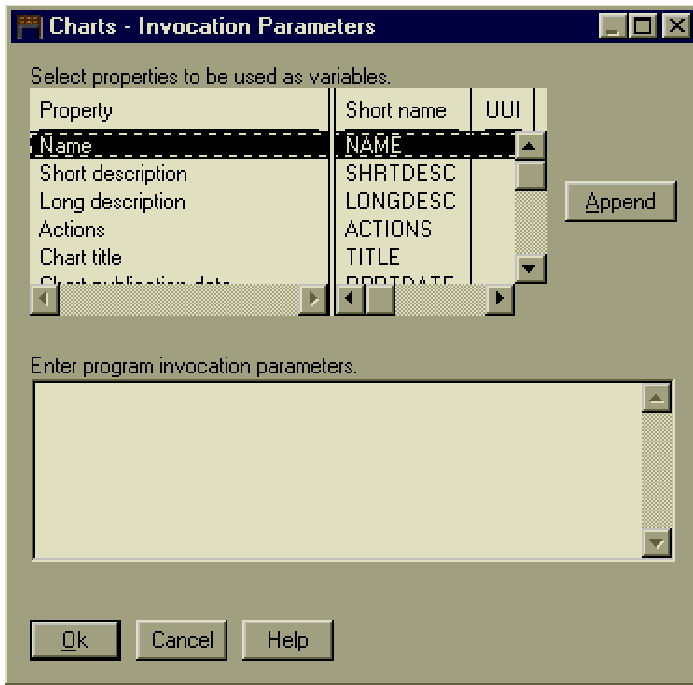 Charts - Invocation Parameters
Select properties to be used as variables.
Property Short name UUI
Name NAME
Short description SHRTDESC
Long description LONGDESC
Actions ACTIONS
Chart title TITLE
Append
Enter program invocation parameters.
Ok Cancel Help